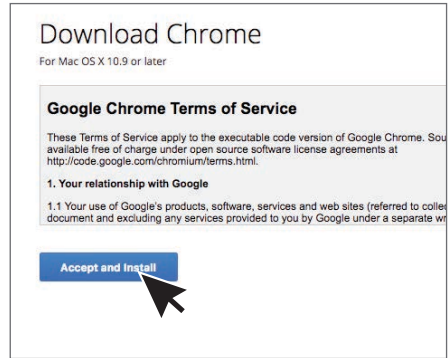 Download Chrome
For Mac OS X 10.9 or later
Google Chrome Terms of Service
These Terms of Service apply to the executable code version of Google Chrome. Sou
available free of charge under open source software license agreements at
http://code.google.com/chromium/terms.html.
1. Your relationship with Google
1.1 Your use of Google's products, software, services and web sites (referred to collec
document and excluding any services provided to you by Google under a separate wr
Accept and Install